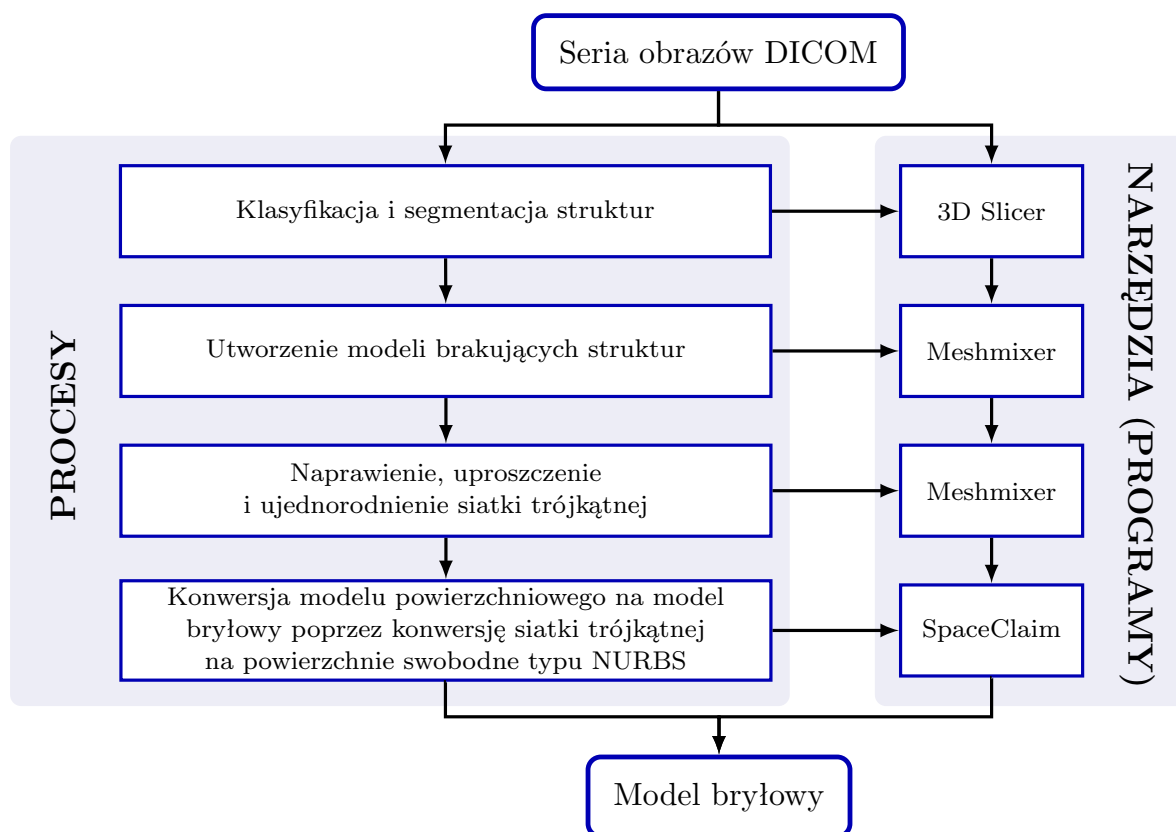 Seria obrazów DICOM
PROCESY
Klasyfikacja i segmentacja struktur
Utworzenie modeli brakujących struktur
Naprawienie, uproszczenie
i ujednorodnienie siatki trójkątnej
Konwersja modelu powierzchniowego na model
bryłowy poprzez konwersję siatki trójkątnej
na powierzchnie swobodne typu NURBS
3D Slicer
Meshmixer
Meshmixer
SpaceClaim
NARZĘDZIA (PROGRAMY)
Model bryłowy